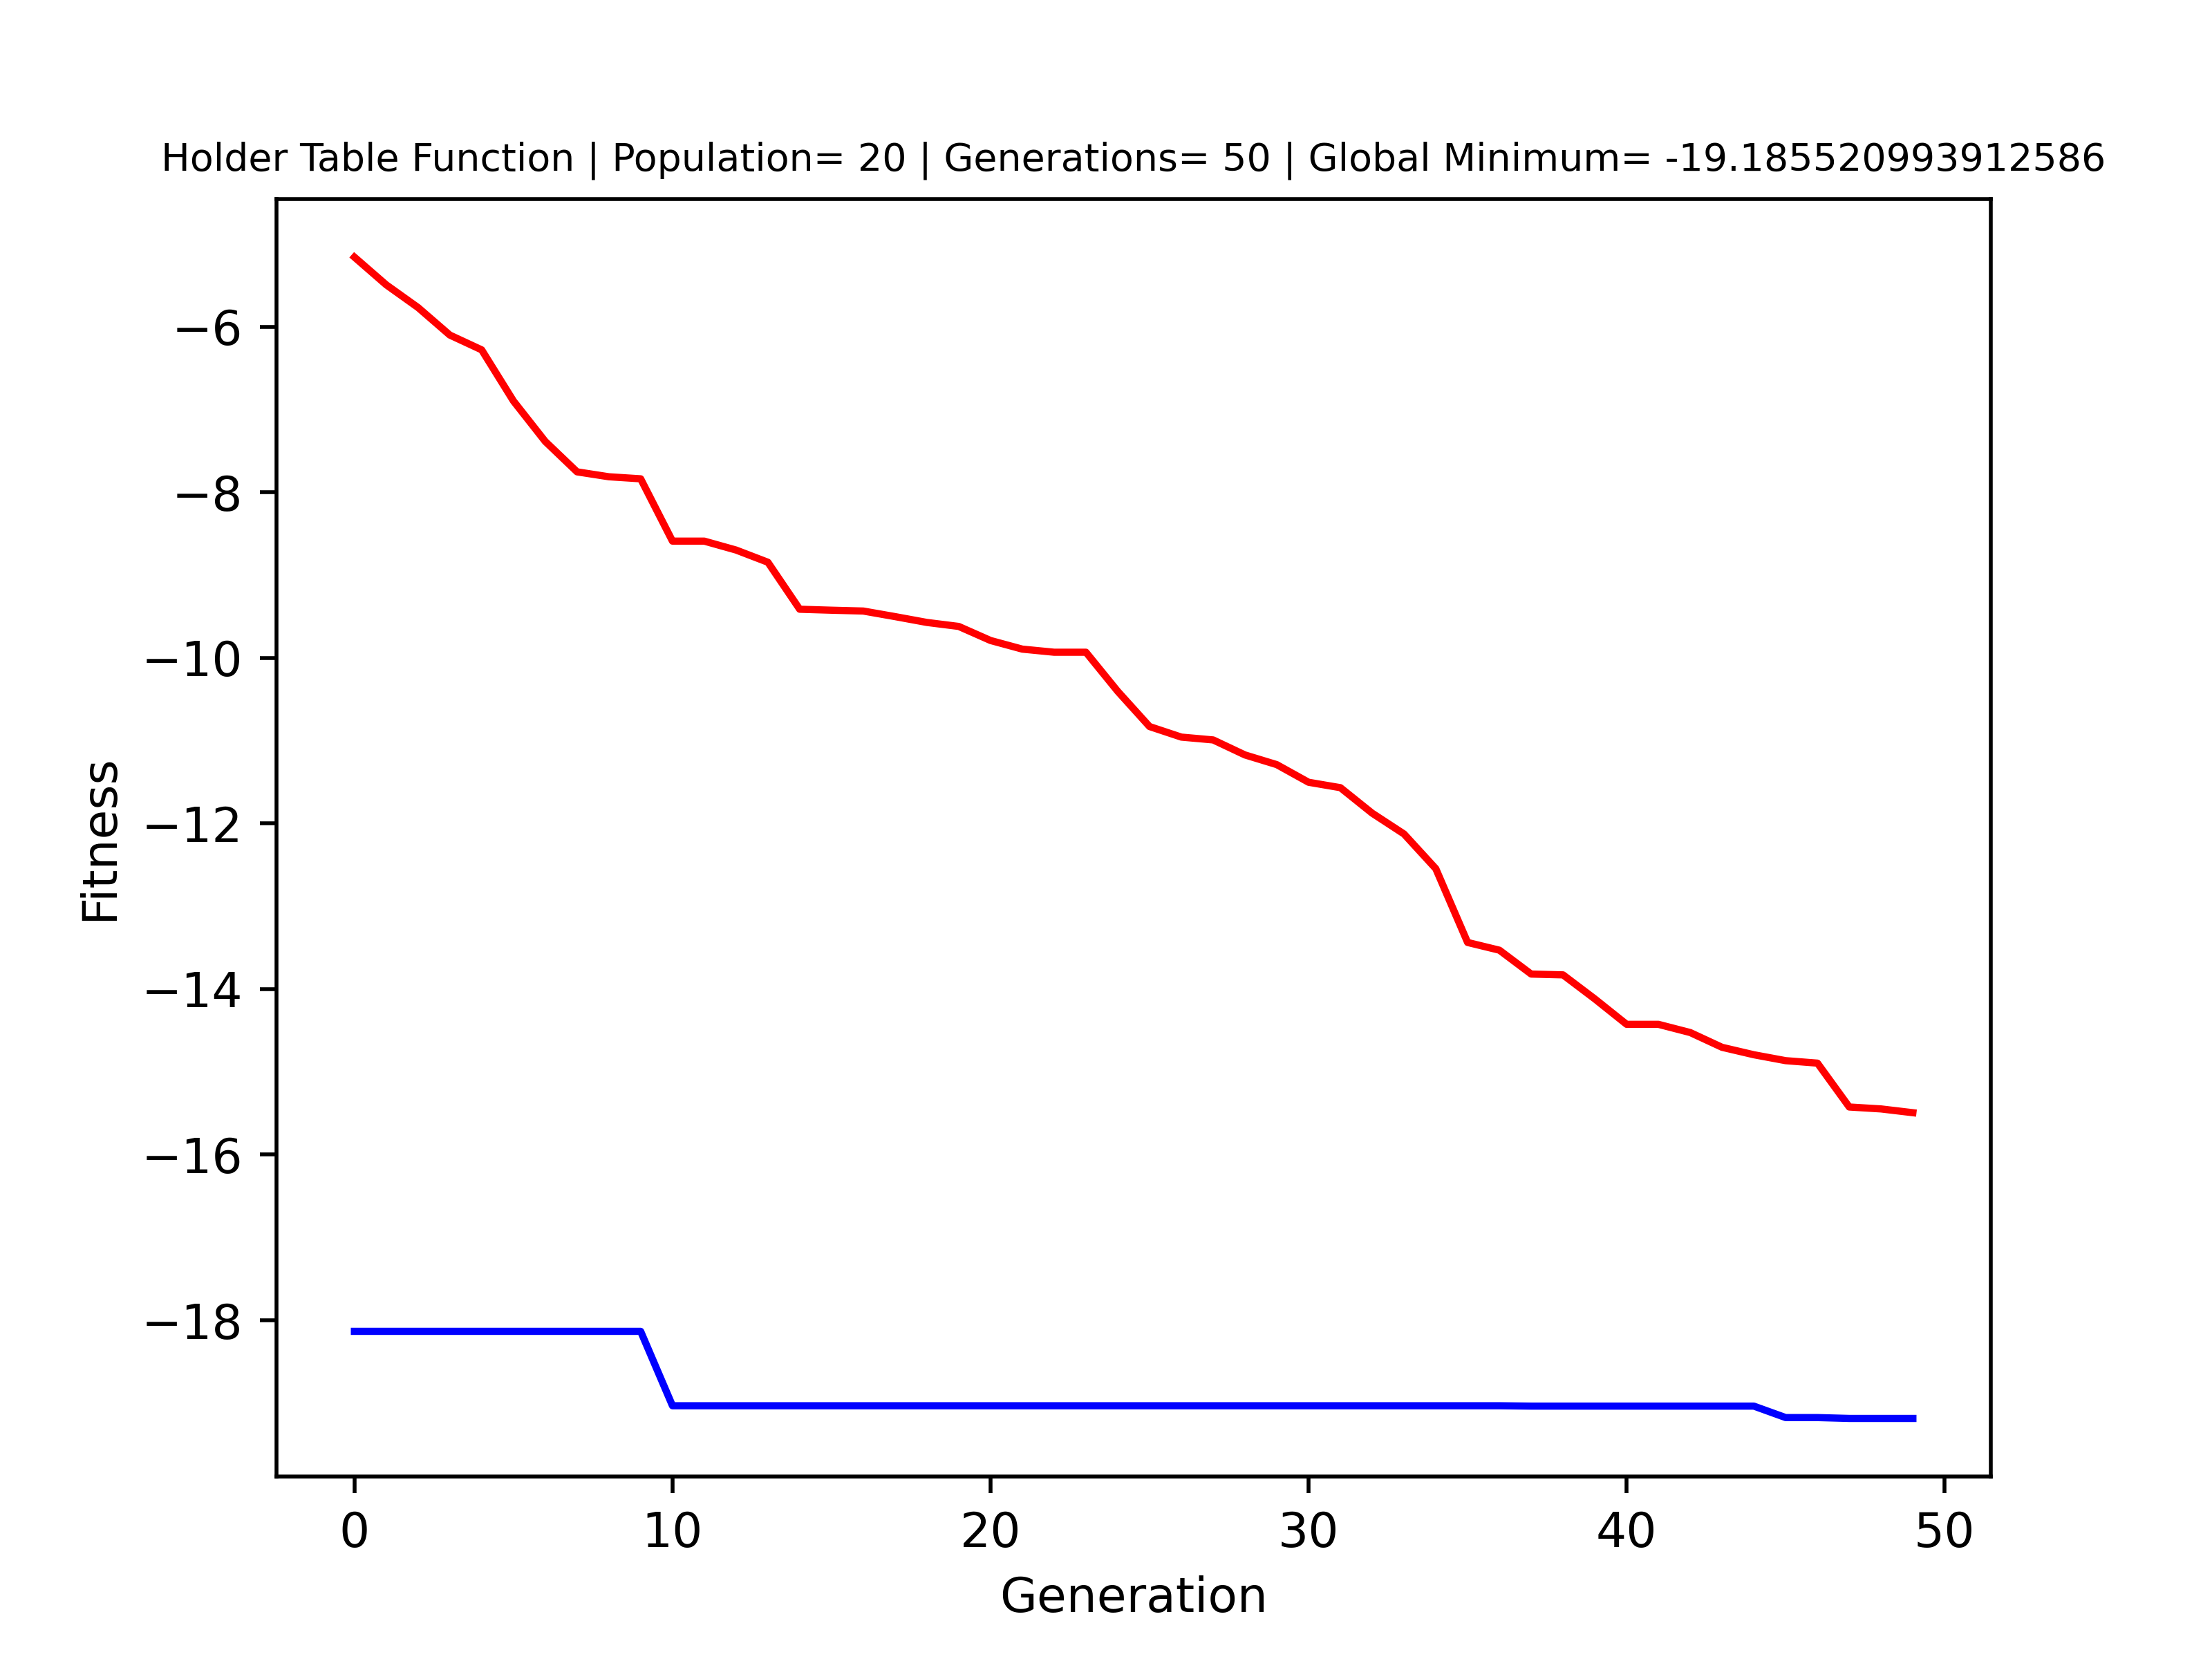 Holder Table Function | Population= 20 | Generations= 50 | Global Minimum= -19.185520993912586
−6
−8
−10
−12
−14
−16
−18
Fitness
0 10 20 30 40 50
Generation